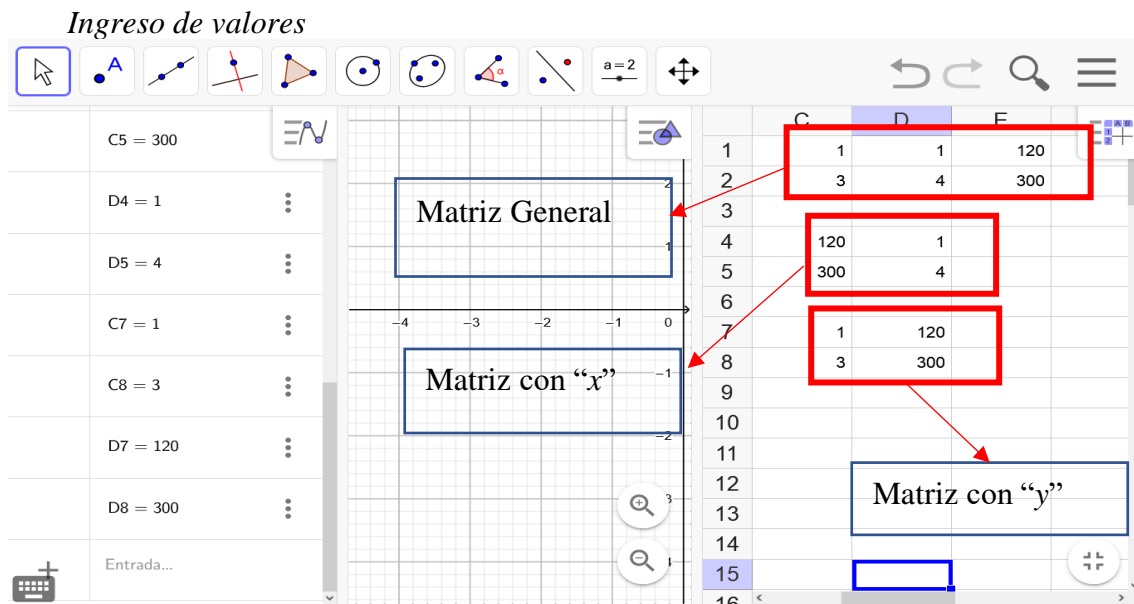 Ingreso de valores
A
α
a = 2
C5 = 300
D4 = 1
D5 = 4
C7 = 1
C8 = 3
D7 = 120
D8 = 300
Entrada...
2
1
−4 −3 −2 −1 0
−1
−2
Matriz General
Matriz con “x”
C D E
A B
1 2
1 1 1 120
2 3 4 300
3
4 120 1
5 300 4
6
7 1 120
8 3 300
9
10
11
12
13
14
15
16
Matriz con “y”